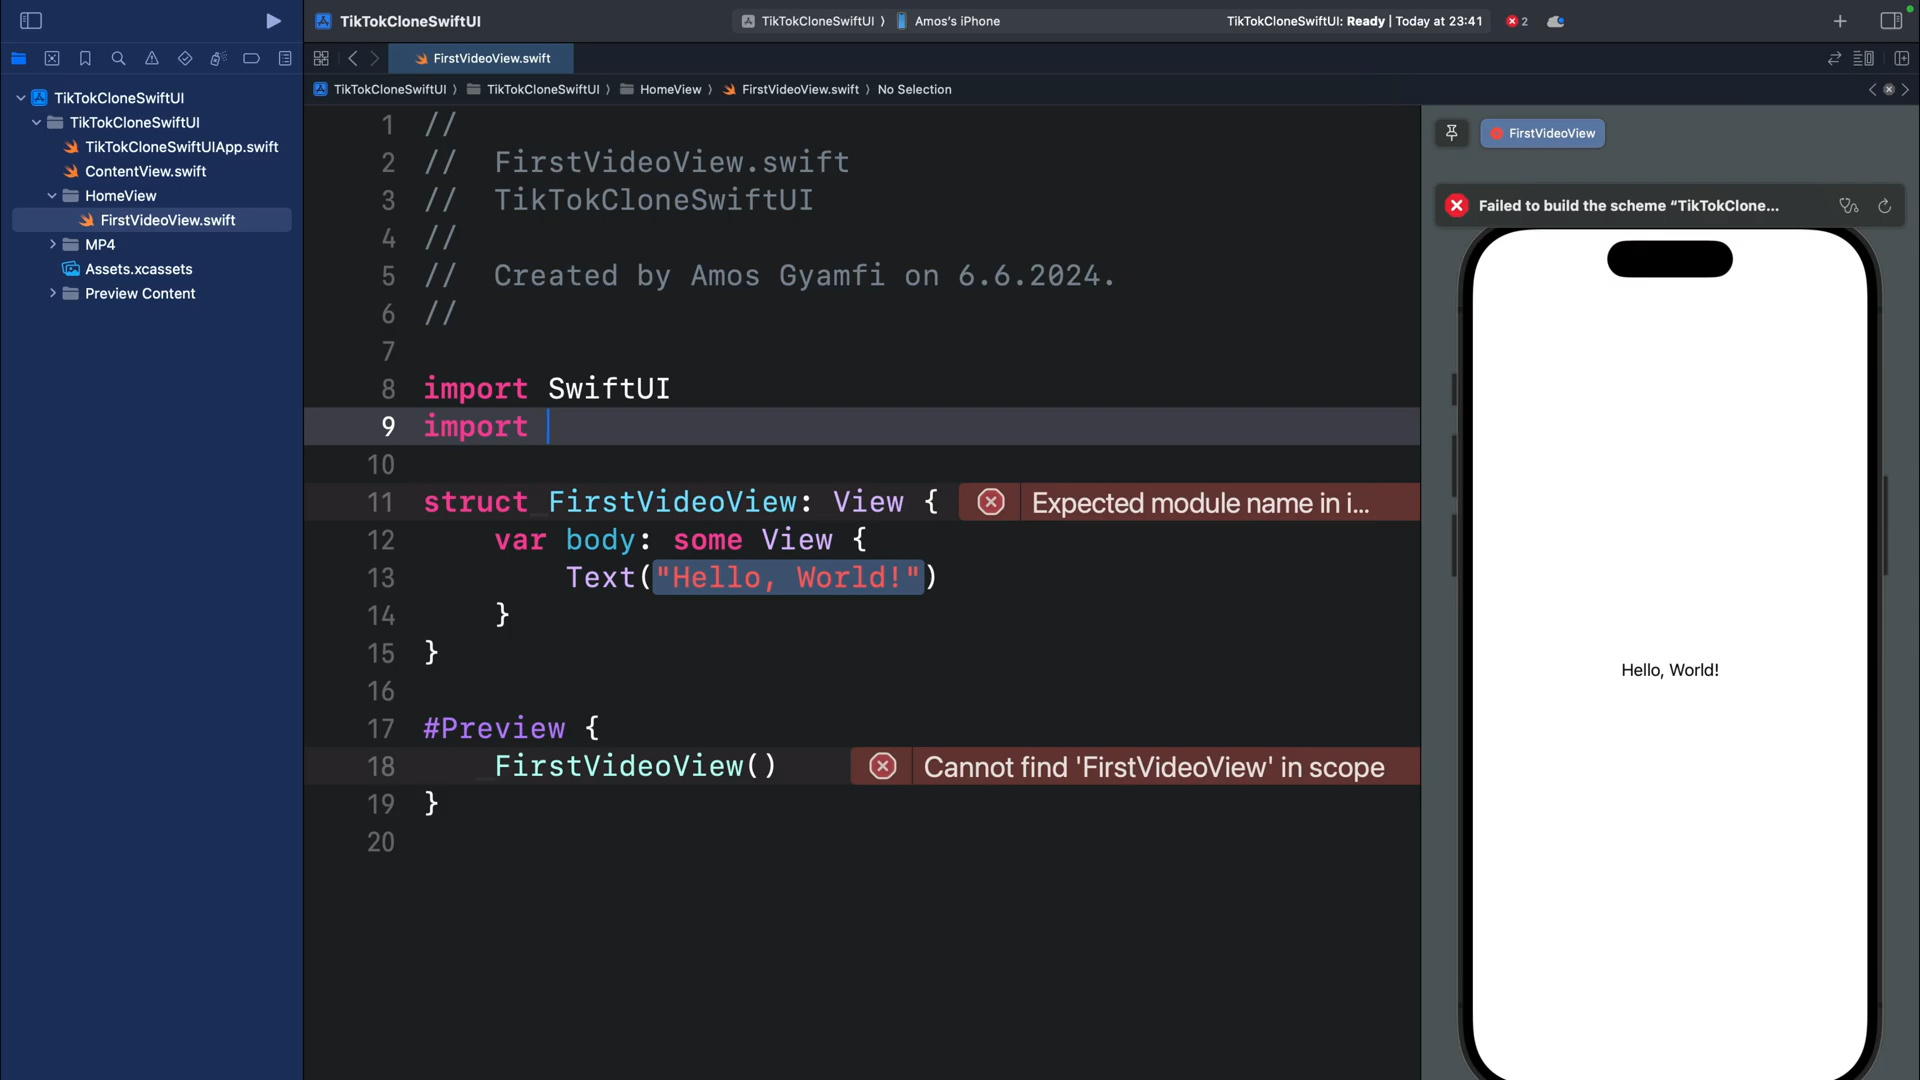 TikTokCloneSwiftUI
TikTokCloneSwiftUI ⟩ Amos's iPhone
TikTokCloneSwiftUI: Ready | Today at 23:41
2
FirstVideoView.swift
TikTokCloneSwiftUI ⟩ TikTokCloneSwiftUI ⟩ HomeView ⟩ FirstVideoView.swift ⟩ No Selection
TikTokCloneSwiftUI
TikTokCloneSwiftUI
TikTokCloneSwiftUIApp.swift
ContentView.swift
HomeView
FirstVideoView.swift
MP4
Assets.xcassets
Preview Content
1 //
2 //  FirstVideoView.swift
3 //  TikTokCloneSwiftUI
4 //
5 //  Created by Amos Gyamfi on 6.6.2024.
6 //
7
8 import SwiftUI
9 import
10
11 struct FirstVideoView: View { Expected module name in i...
12     var body: some View {
13         Text("Hello, World!")
14     }
15 }
16
17 #Preview {
18     FirstVideoView() Cannot find 'FirstVideoView' in scope
19 }
20
FirstVideoView
Failed to build the scheme “TikTokClone...
Hello, World!